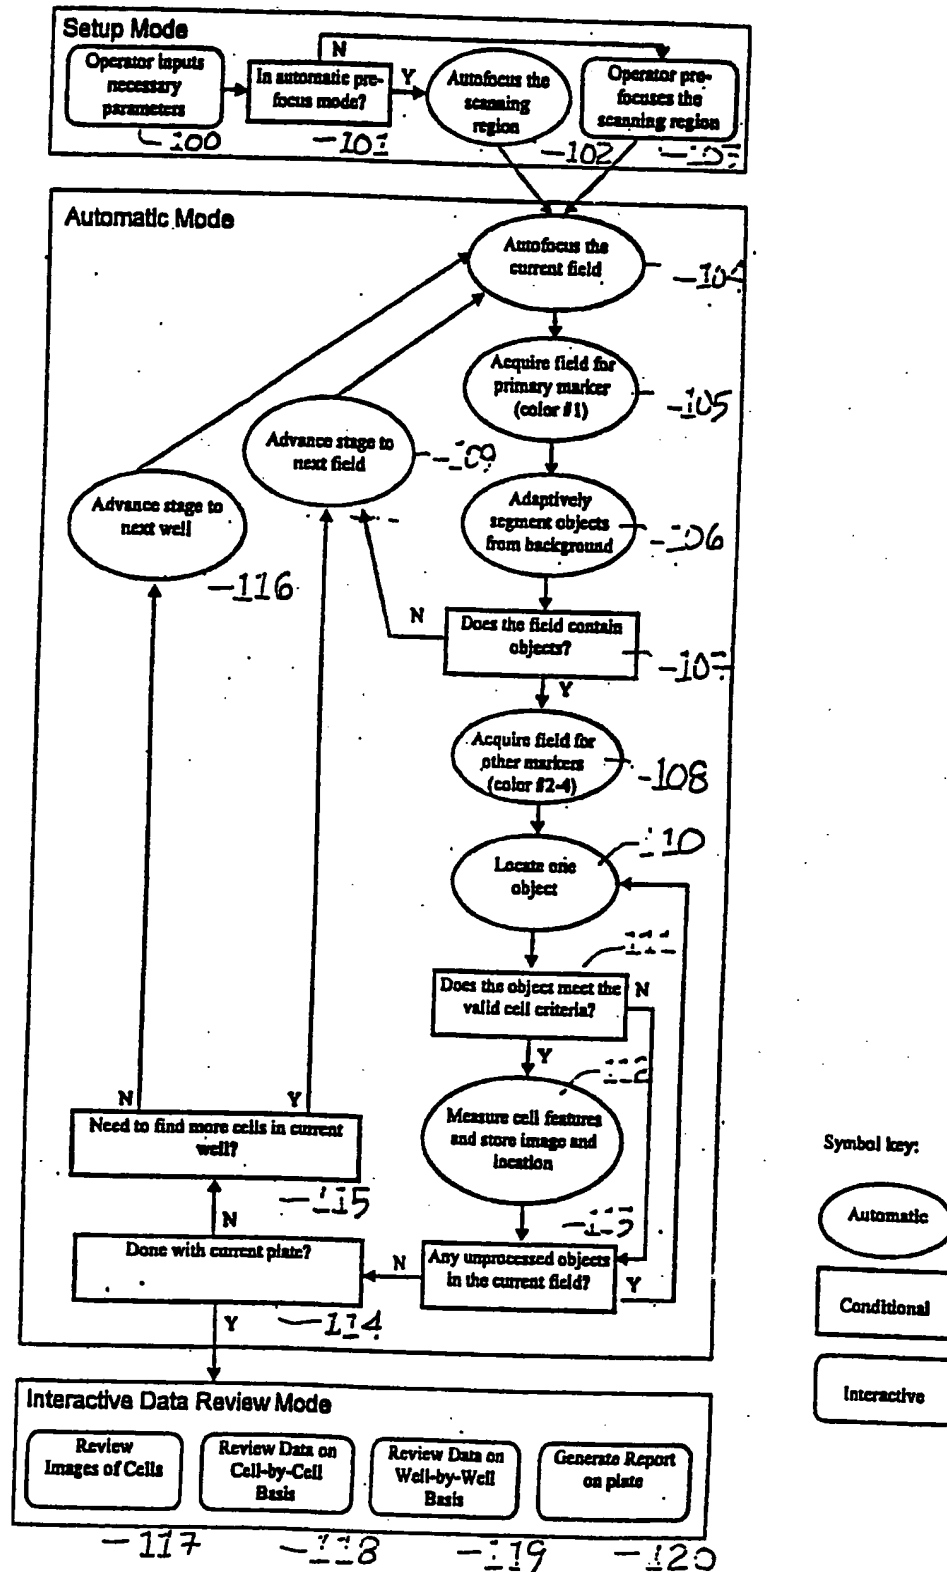 Setup Mode
N
Operator inputs
necessary
parameters
In automatic pre-
focus mode?
Y
Autofocus the
scanning
region
Operator pre-
focuses the
scanning region
100
101
102
Automatic Mode
Autofocus the
current field
Acquire field for
primary marker
(color #1)
105
Advance stage to
next field
109
Advance stage to
next well
116
Adaptively
segment objects
from background
106
N
Does the field contain
objects?
Y
Acquire field for
other markers
(color #2-4)
108
110
Locate one
object
111
Does the object meet the
valid cell criteria?
N
Y
112
Measure cell features
and store image and
location
N
Y
Need to find more cells in current
well?
115
N
Done with current plate?
N
Any unprocessed objects
in the current field?
Y
Y
114
Interactive Data Review Mode
Review
Images of Cells
Review Data on
Cell-by-Cell
Basis
Review Data on
Well-by-Well
Basis
Generate Report
on plate
117
118
119
120
Symbol key:
Automatic
Conditional
Interactive